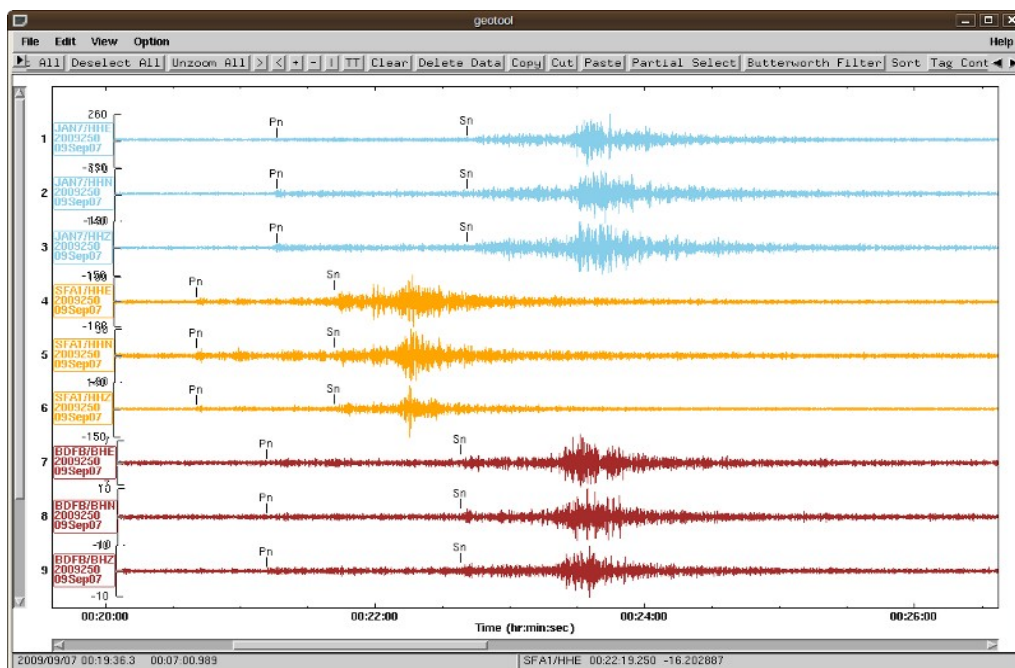 geotool
File Edit View Option Help
All Deselect All Unzoom All > < + - | TT Clear Delete Data Copy Cut Paste Partial Select Butterworth Filter Sort Tag Cont
260
1 JAN7/HHE
2009250
09Sep07
Pn Sn
2 JAN7/HHN
2009250
09Sep07
Pn Sn
3 JAN7/HHZ
2009250
09Sep07
Pn Sn
4 SFA1/HHE
2009250
09Sep07
Pn Sn
5 SFA1/HHN
2009250
09Sep07
Pn Sn
6 SFA1/HHZ
2009250
09Sep07
Pn Sn
-150
7 BDFB/BHE
2009250
09Sep07
Pn Sn
8 BDFB/BHN
2009250
09Sep07
Pn Sn
9 BDFB/BHZ
2009250
09Sep07
Pn Sn
-10
00:20:00 00:22:00 00:24:00 00:26:00
Time (hr:min:sec)
2009/09/07 00:19:36.3 00:07:00.989 SFA1/HHE 00:22:19.250 -16.202887